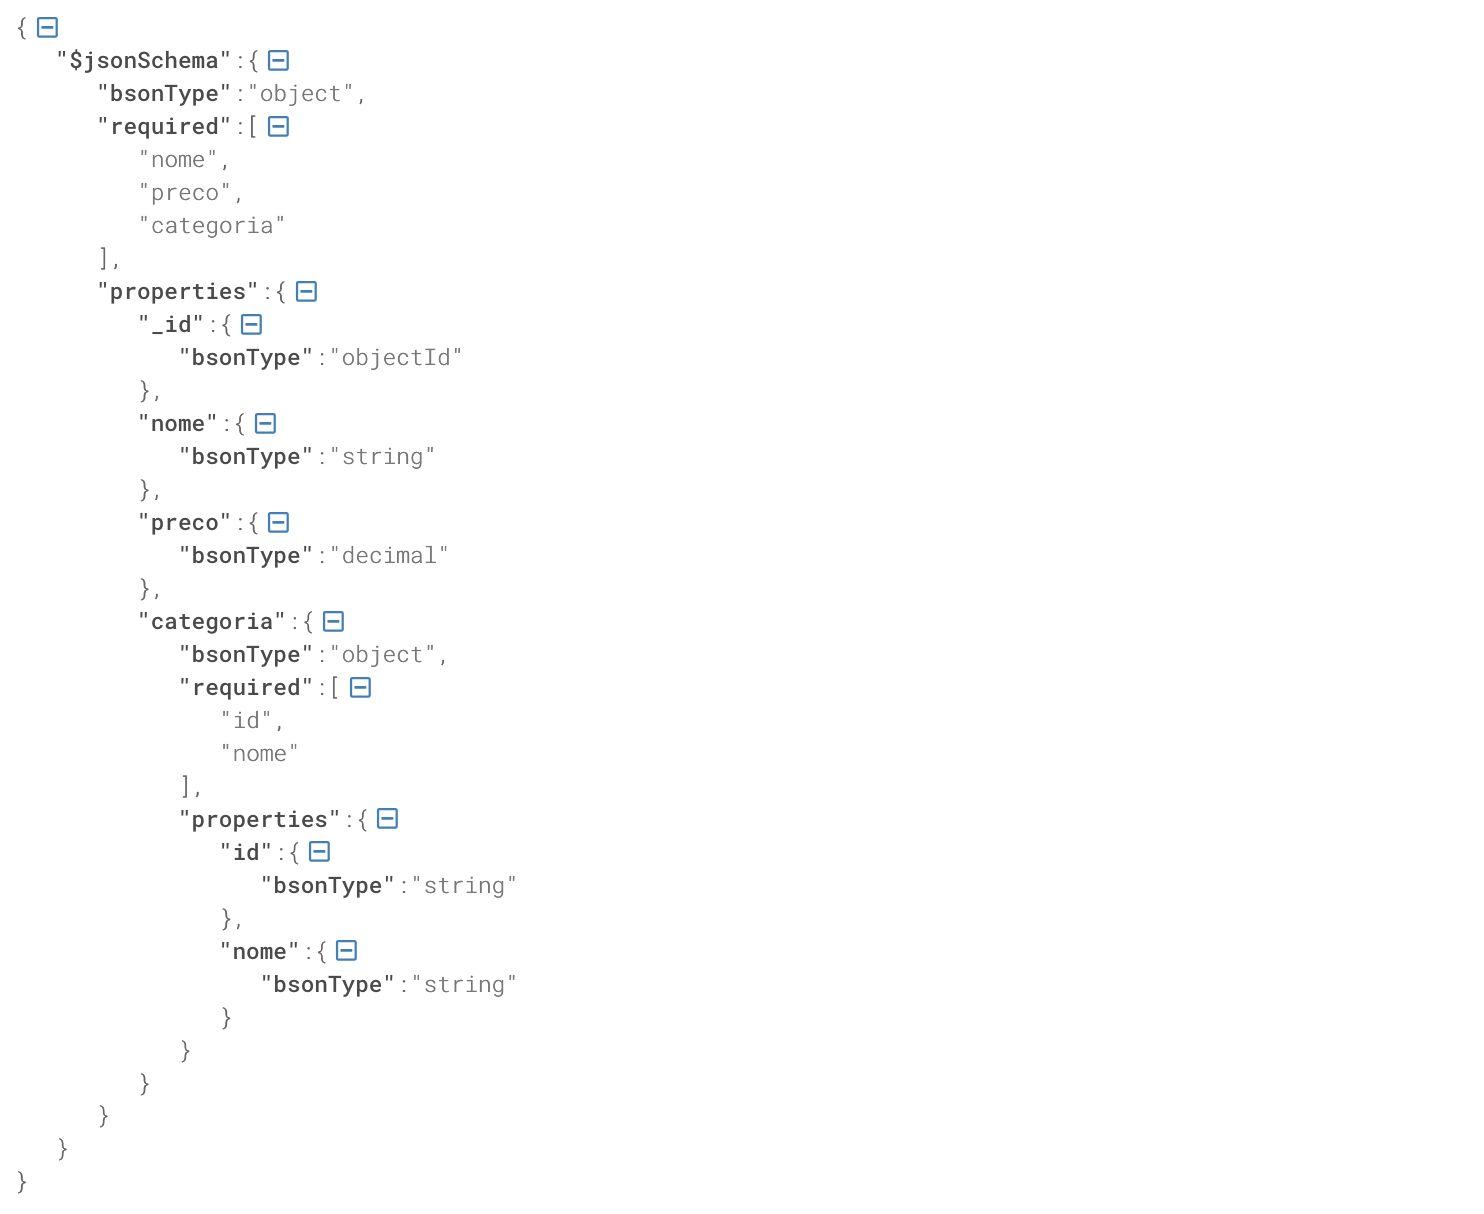 {
"$jsonSchema":{
"bsonType":"object",
"required":[
"nome",
"preco",
"categoria"
],
"properties":{
"_id":{
"bsonType":"objectId"
},
"nome":{
"bsonType":"string"
},
"preco":{
"bsonType":"decimal"
},
"categoria":{
"bsonType":"object",
"required":[
"id",
"nome"
],
"properties":{
"id":{
"bsonType":"string"
},
"nome":{
"bsonType":"string"
}
}
}
}
}
}